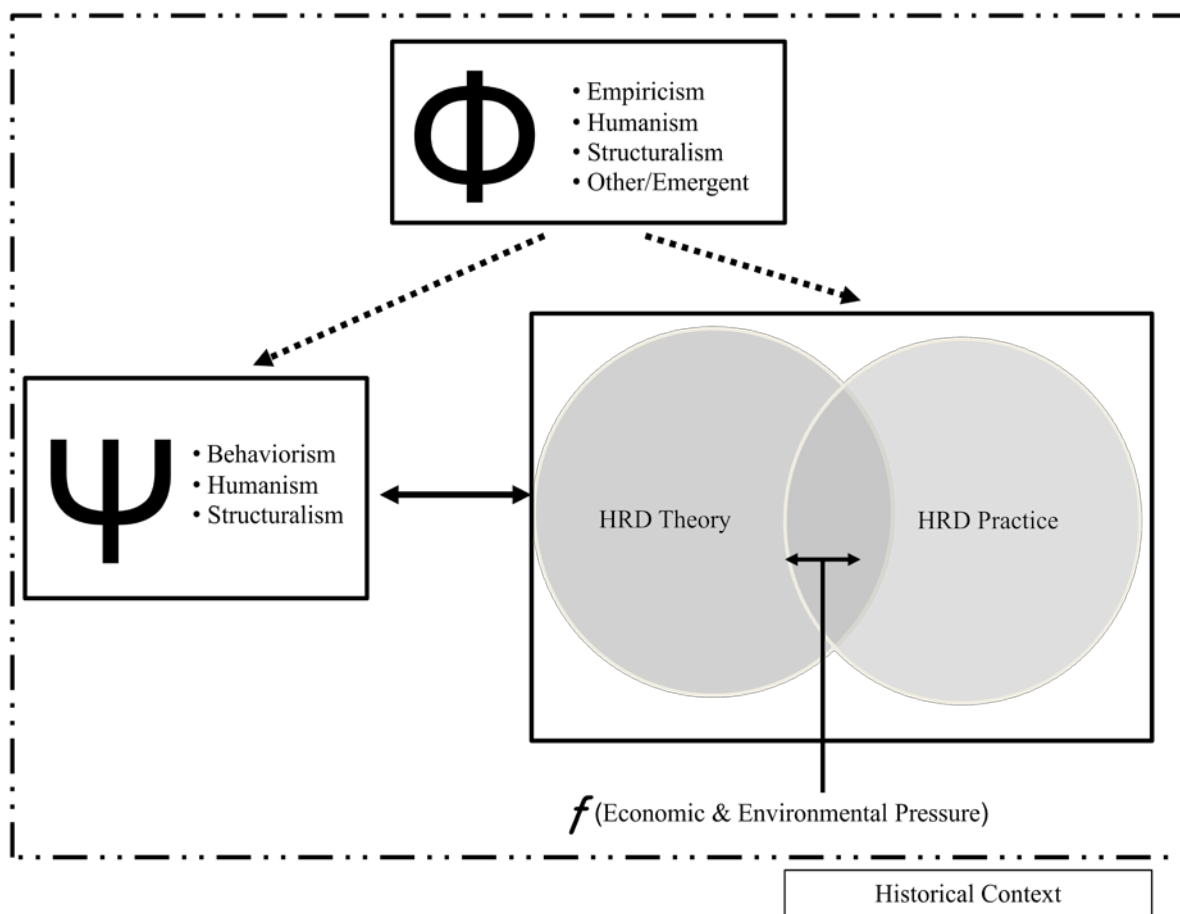 Φ
• Empiricism
• Humanism
• Structuralism
• Other/Emergent
Ψ
• Behaviorism
• Humanism
• Structuralism
HRD Theory
HRD Practice
f (Economic & Environmental Pressure)
Historical Context